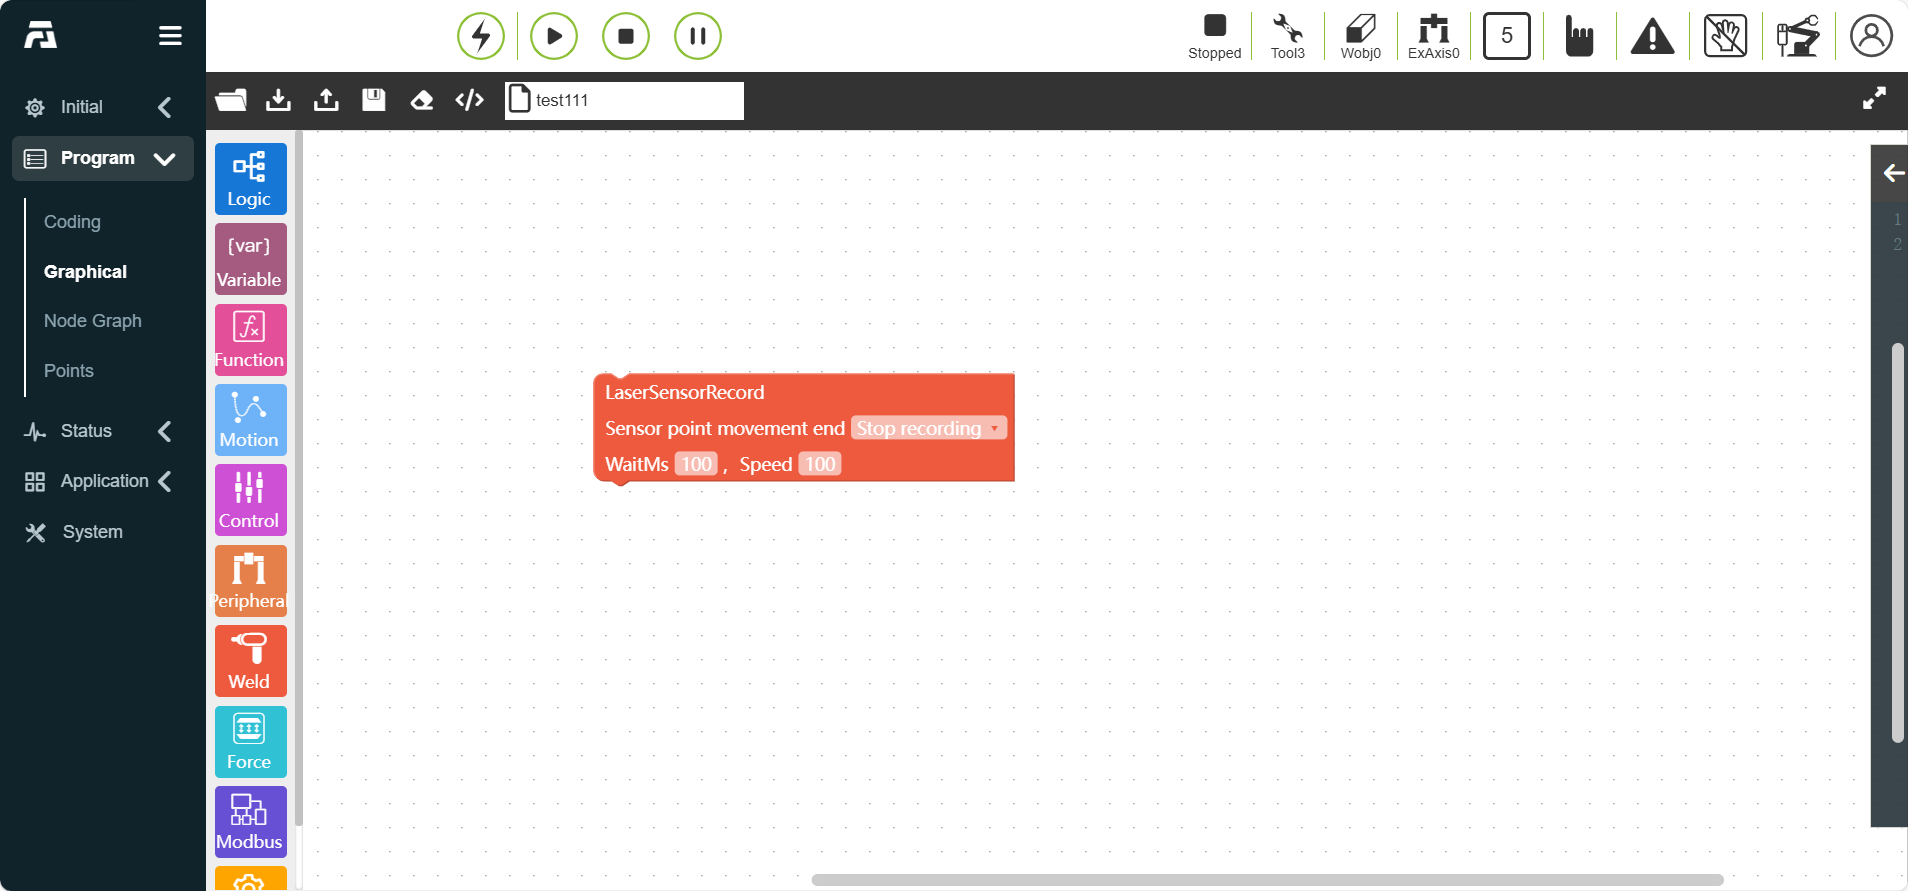 Stopped
Tool3
Wobj0
ExAxis0
5
test111
Initial
Program
Coding
Graphical
Node Graph
Points
Status
Application
System
Logic
{var}
Variable
fx
Function
Motion
Control
Peripheral
Weld
Force
Modbus
LaserSensorRecord
Sensor point movement end Stop recording
WaitMs 100 , Speed 100
1
2